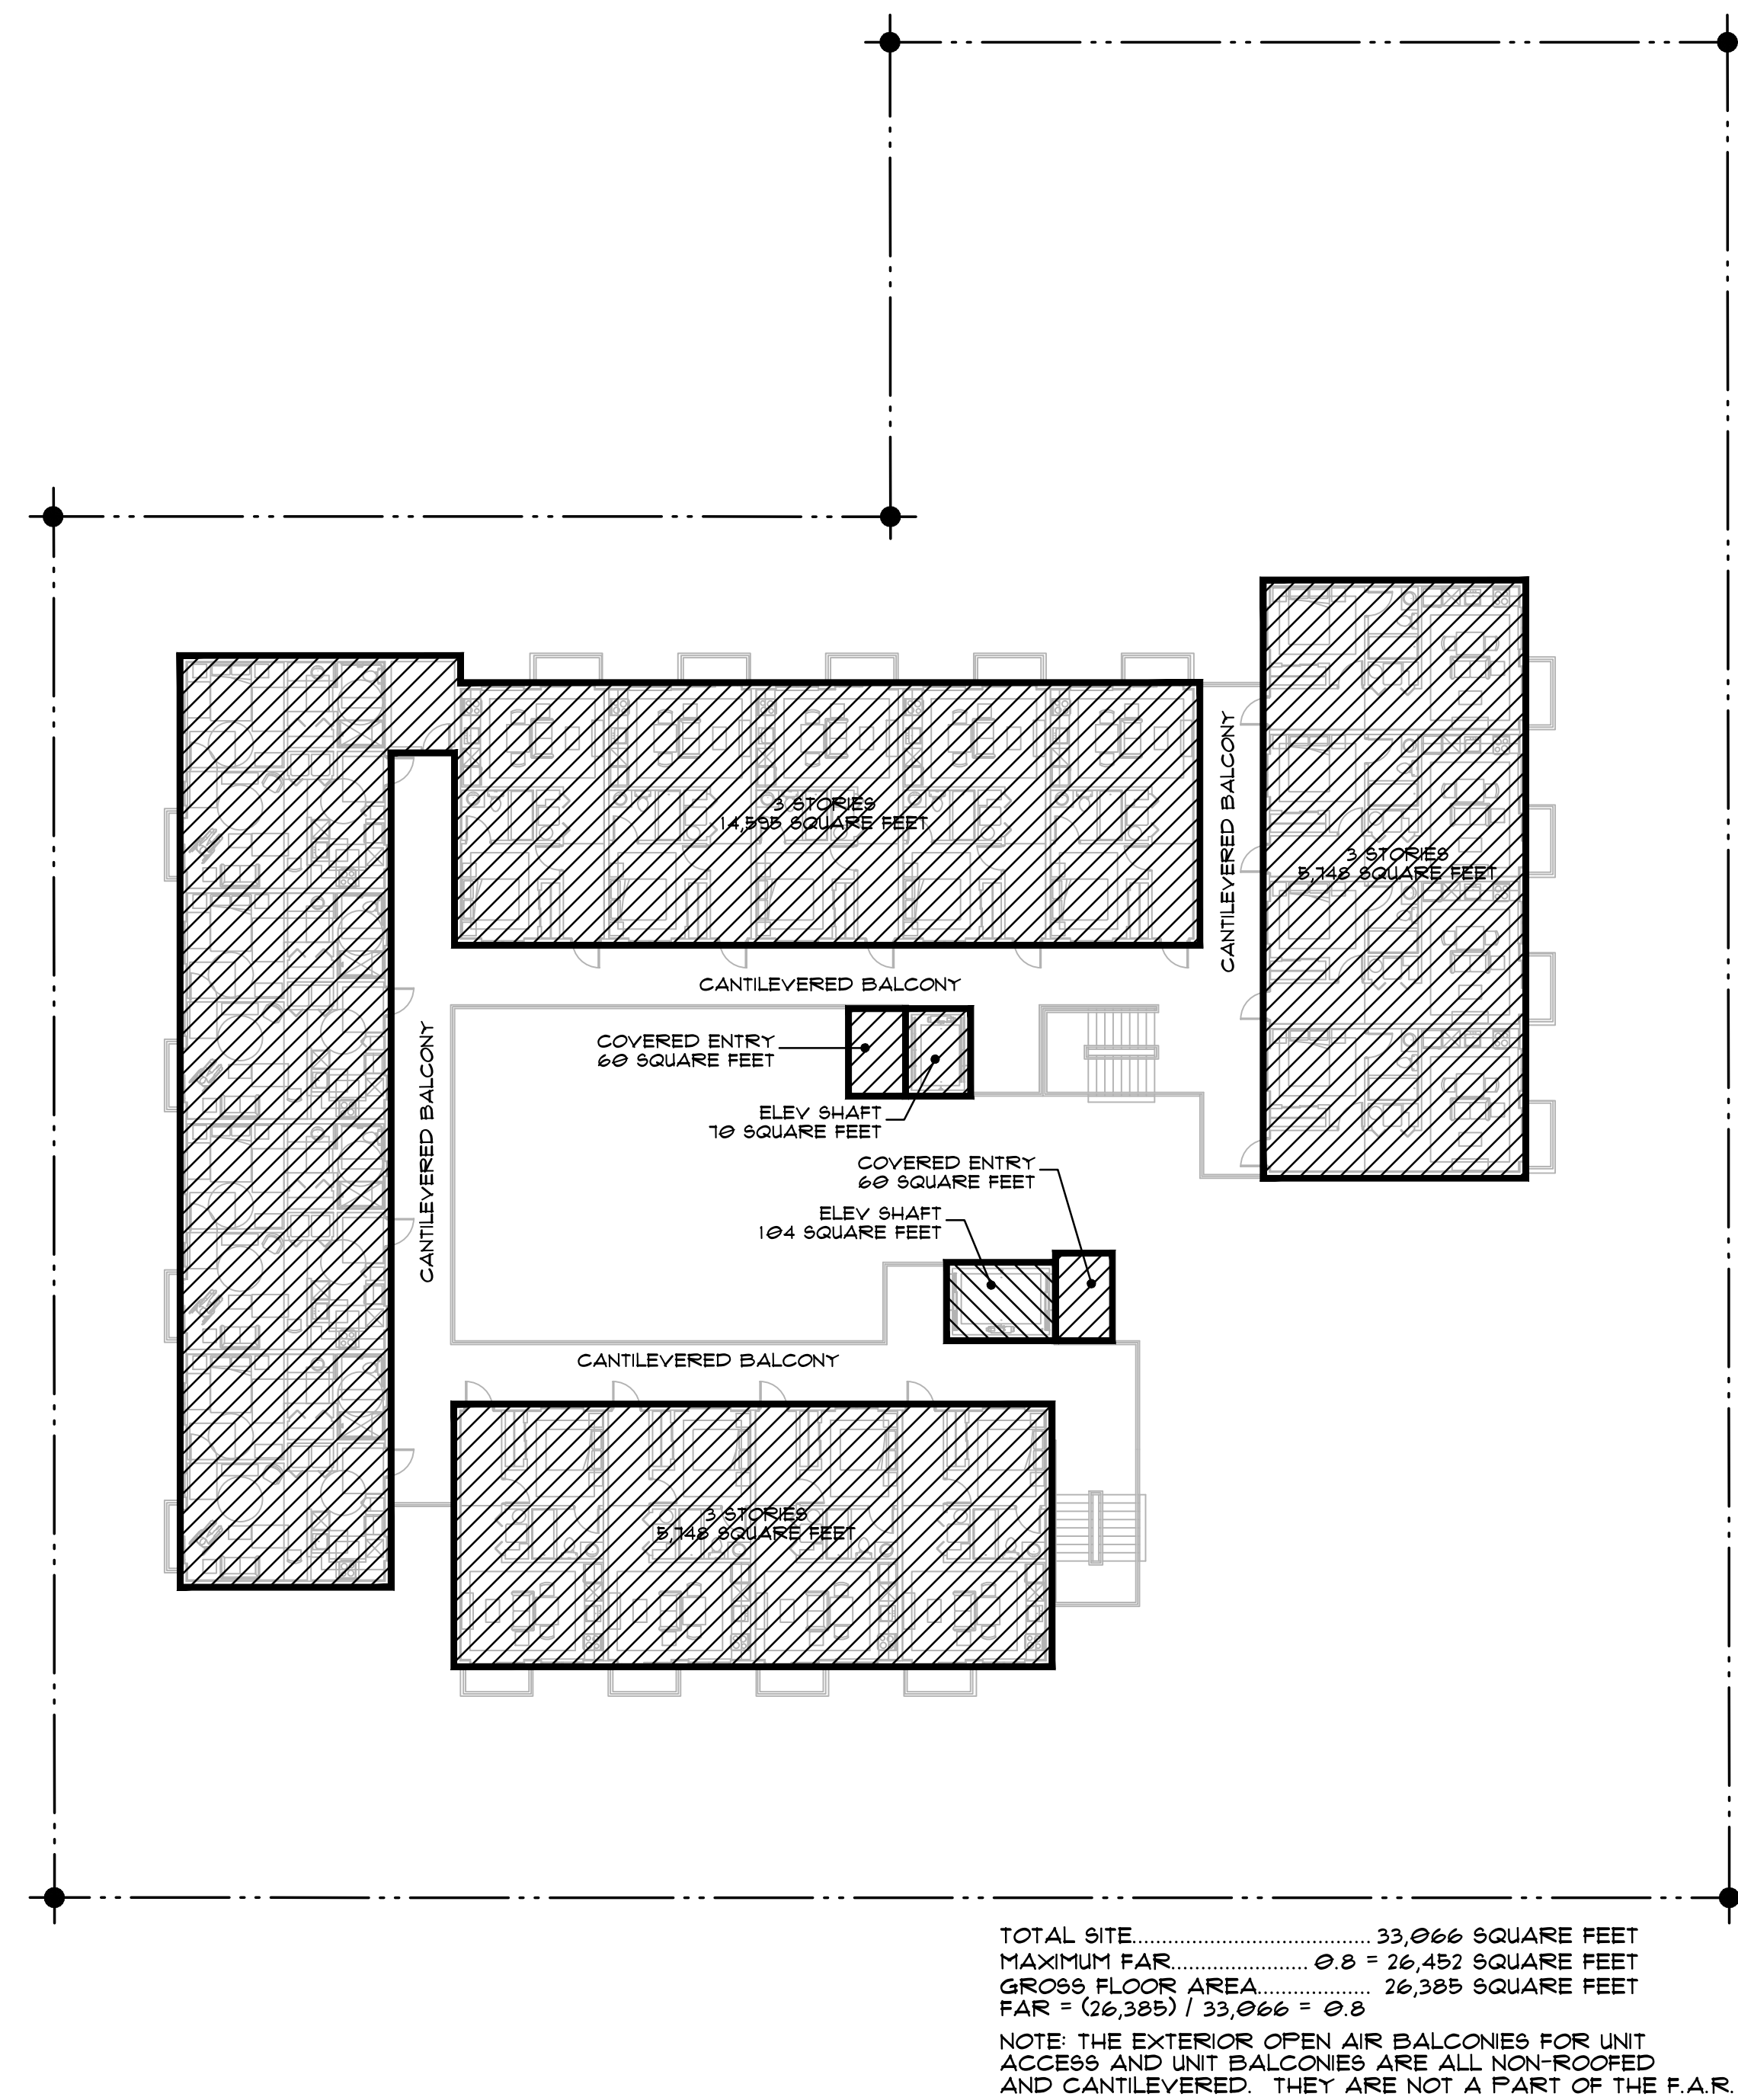 3 STORIES
14,595 SQUARE FEET
CANTILEVERED BALCONY
3 STORIES
5,748 SQUARE FEET
CANTILEVERED BALCONY
COVERED ENTRY
60 SQUARE FEET
ELEV SHAFT
70 SQUARE FEET
CANTILEVERED BALCONY
COVERED ENTRY
60 SQUARE FEET
ELEV SHAFT
104 SQUARE FEET
CANTILEVERED BALCONY
3 STORIES
5,748 SQUARE FEET
TOTAL SITE........................................ 33,066 SQUARE FEET
MAXIMUM FAR....................... 0.8 = 26,452 SQUARE FEET
GROSS FLOOR AREA................... 26,385 SQUARE FEET
FAR = (26,385) / 33,066 = 0.8
NOTE: THE EXTERIOR OPEN AIR BALCONIES FOR UNIT
ACCESS AND UNIT BALCONIES ARE ALL NON-ROOFED
AND CANTILEVERED. THEY ARE NOT A PART OF THE F.A.R.